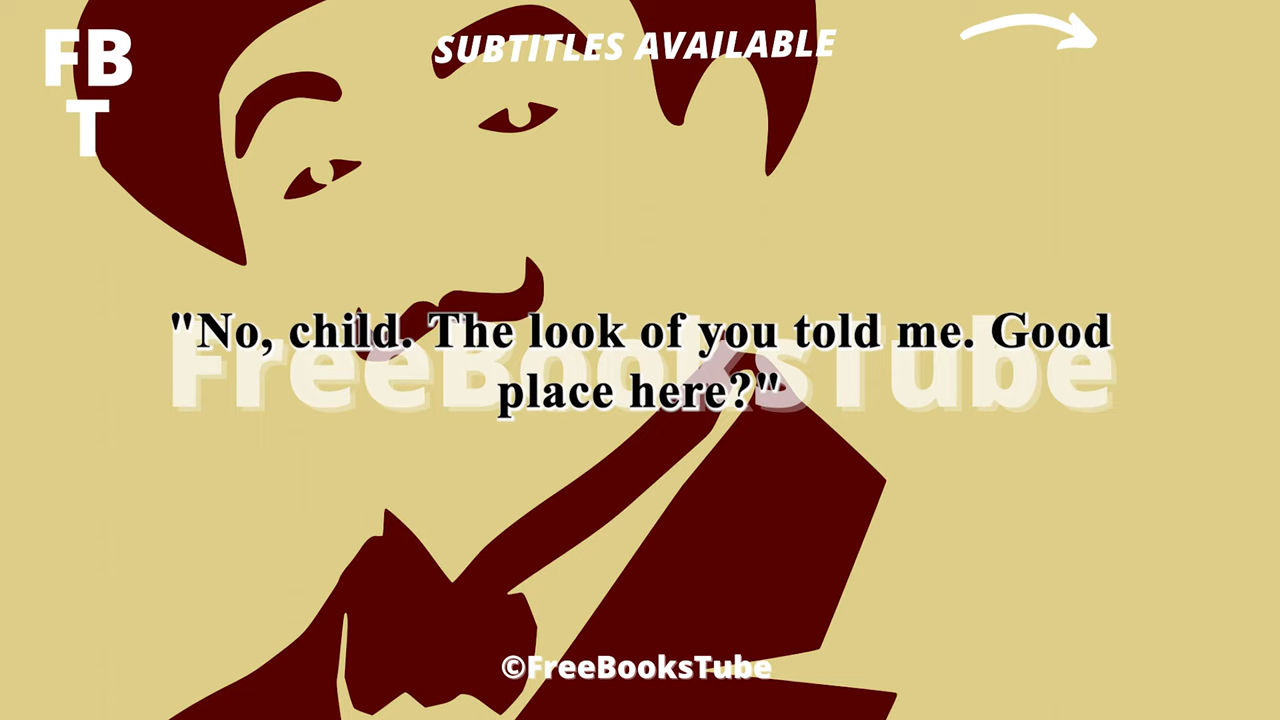 FB
T
SUBTITLES AVAILABLE
"No, child. The look of you told me. Good
place here?"
FreeBooksTube
©FreeBooksTube